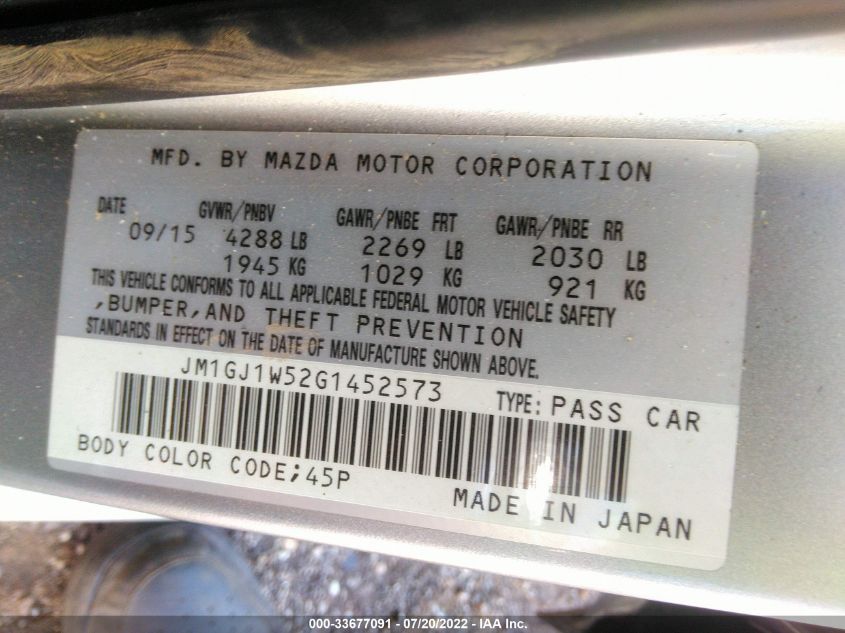 MFD. BY MAZDA MOTOR CORPORATION
DATE GVWR/PNBV GAWR/PNBE FRT GAWR/PNBE RR
09/15 4288 LB 2269 LB 2030 LB
1945 KG 1029 KG 921 KG
THIS VEHICLE CONFORMS TO ALL APPLICABLE FEDERAL MOTOR VEHICLE SAFETY
,BUMPER,AND THEFT PREVENTION
STANDARDS IN EFFECT ON THE DATE OF MANUFACTURE SHOWN ABOVE.
JM1GJ1W52G1452573 TYPE: PASS CAR
BODY COLOR CODE;45P
MADE IN JAPAN
000-33677091 - 07/20/2022 - IAA Inc.